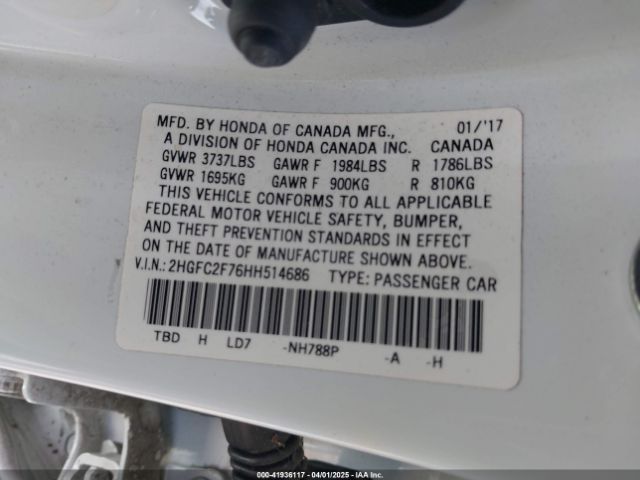 MFD. BY HONDA OF CANADA MFG., 01/'17
A DIVISION OF HONDA CANADA INC. CANADA
GVWR 3737LBS GAWR F 1984LBS R 1786LBS
GVWR 1695KG GAWR F 900KG R 810KG
THIS VEHICLE CONFORMS TO ALL APPLICABLE
FEDERAL MOTOR VEHICLE SAFETY, BUMPER,
AND THEFT PREVENTION STANDARDS IN EFFECT
ON THE DATE OF MANUFACTURE SHOWN ABOVE.
V.I.N.: 2HGFC2F76HH514686 TYPE: PASSENGER CAR
TBD H LD7 -NH788P -A -H
000-41936117 - 04/01/2025 - IAA Inc.